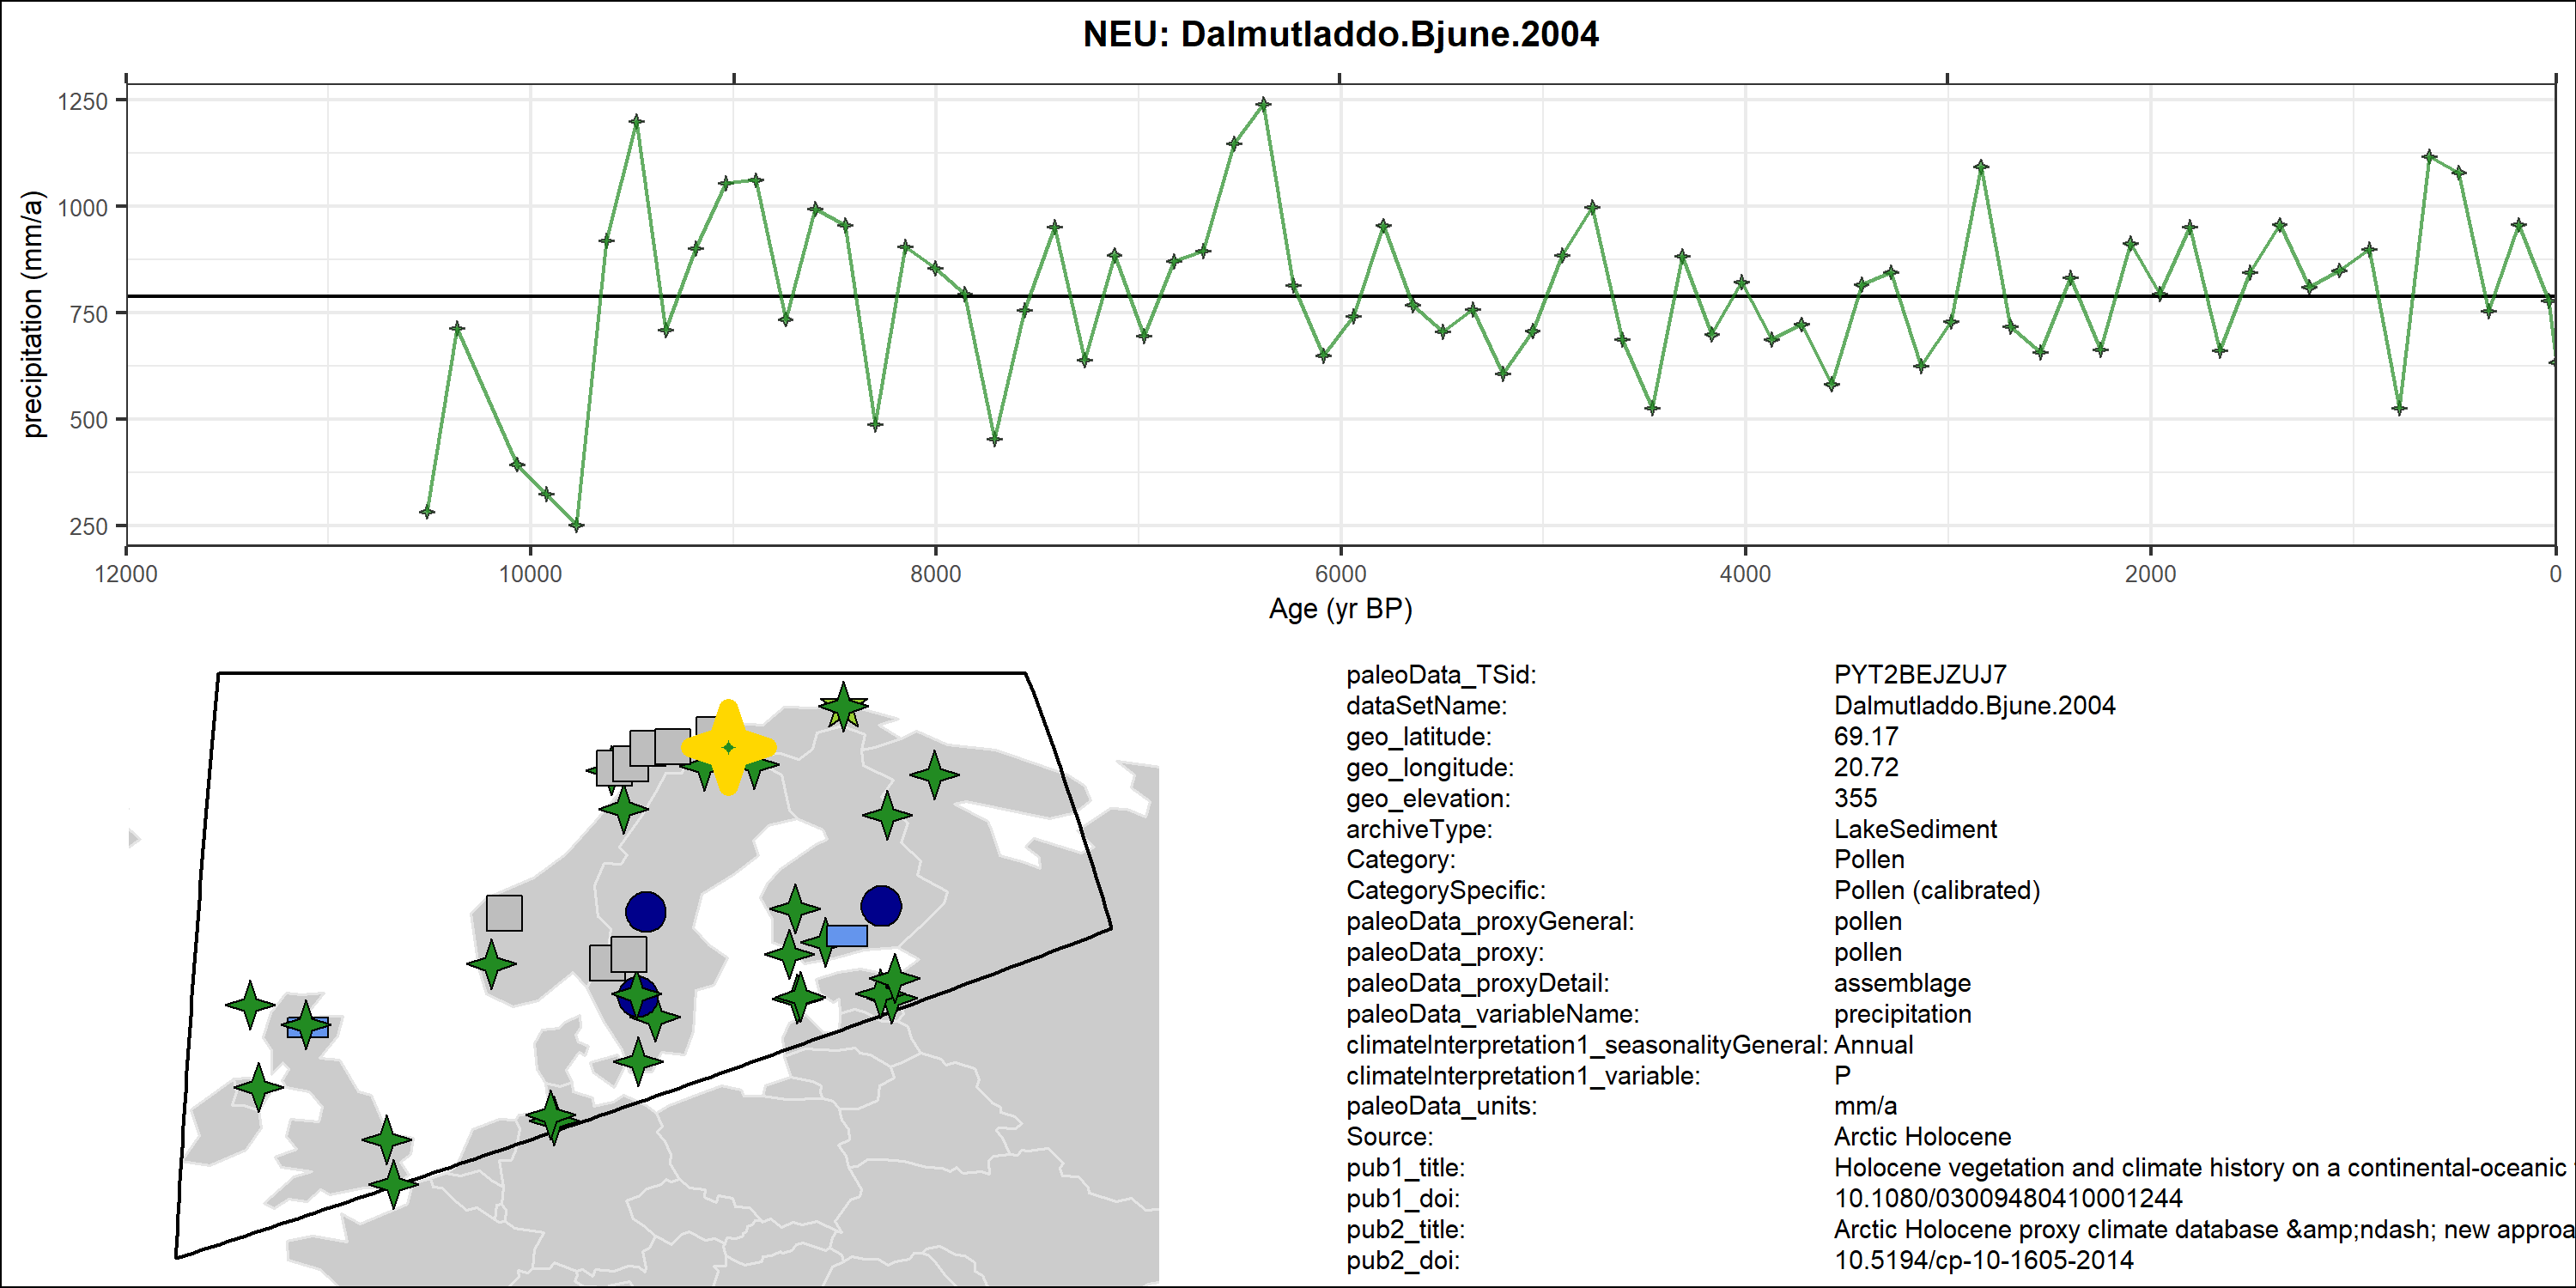 NEU: Dalmutladdo.Bjune.2004
precipitation (mm/a)
1250
1000
750
500
250
12000 10000 8000 6000 4000 2000 0
Age (yr BP)
paleoData_TSid: PYT2BEJZUJ7
dataSetName: Dalmutladdo.Bjune.2004
geo_latitude: 69.17
geo_longitude: 20.72
geo_elevation: 355
archiveType: LakeSediment
Category: Pollen
CategorySpecific: Pollen (calibrated)
paleoData_proxyGeneral: pollen
paleoData_proxy: pollen
paleoData_proxyDetail: assemblage
paleoData_variableName: precipitation
climateInterpretation1_seasonalityGeneral: Annual
climateInterpretation1_variable: P
paleoData_units: mm/a
Source: Arctic Holocene
pub1_title: Holocene vegetation and climate history on a continental-oceanic
pub1_doi: 10.1080/03009480410001244
pub2_title: Arctic Holocene proxy climate database &amp;ndash; new approa
pub2_doi: 10.5194/cp-10-1605-2014